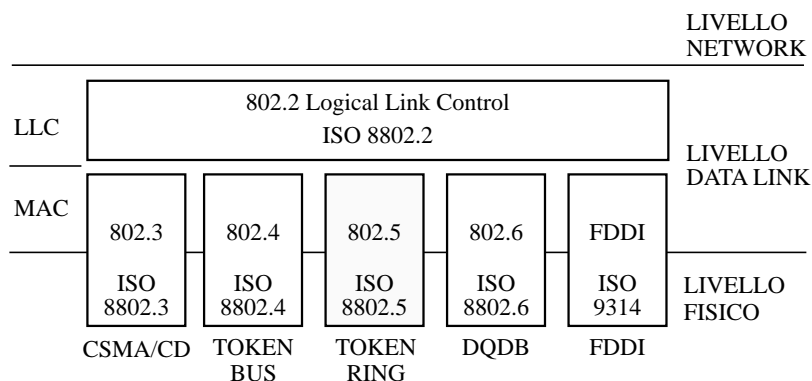 LIVELLO
NETWORK
802.2 Logical Link Control
ISO 8802.2
LLC
LIVELLO
DATA LINK
MAC
802.3
802.4
802.5
802.6
FDDI
ISO
8802.3
ISO
8802.4
ISO
8802.5
ISO
8802.6
ISO
9314
LIVELLO
FISICO
CSMA/CD
TOKEN
BUS
TOKEN
RING
DQDB
FDDI